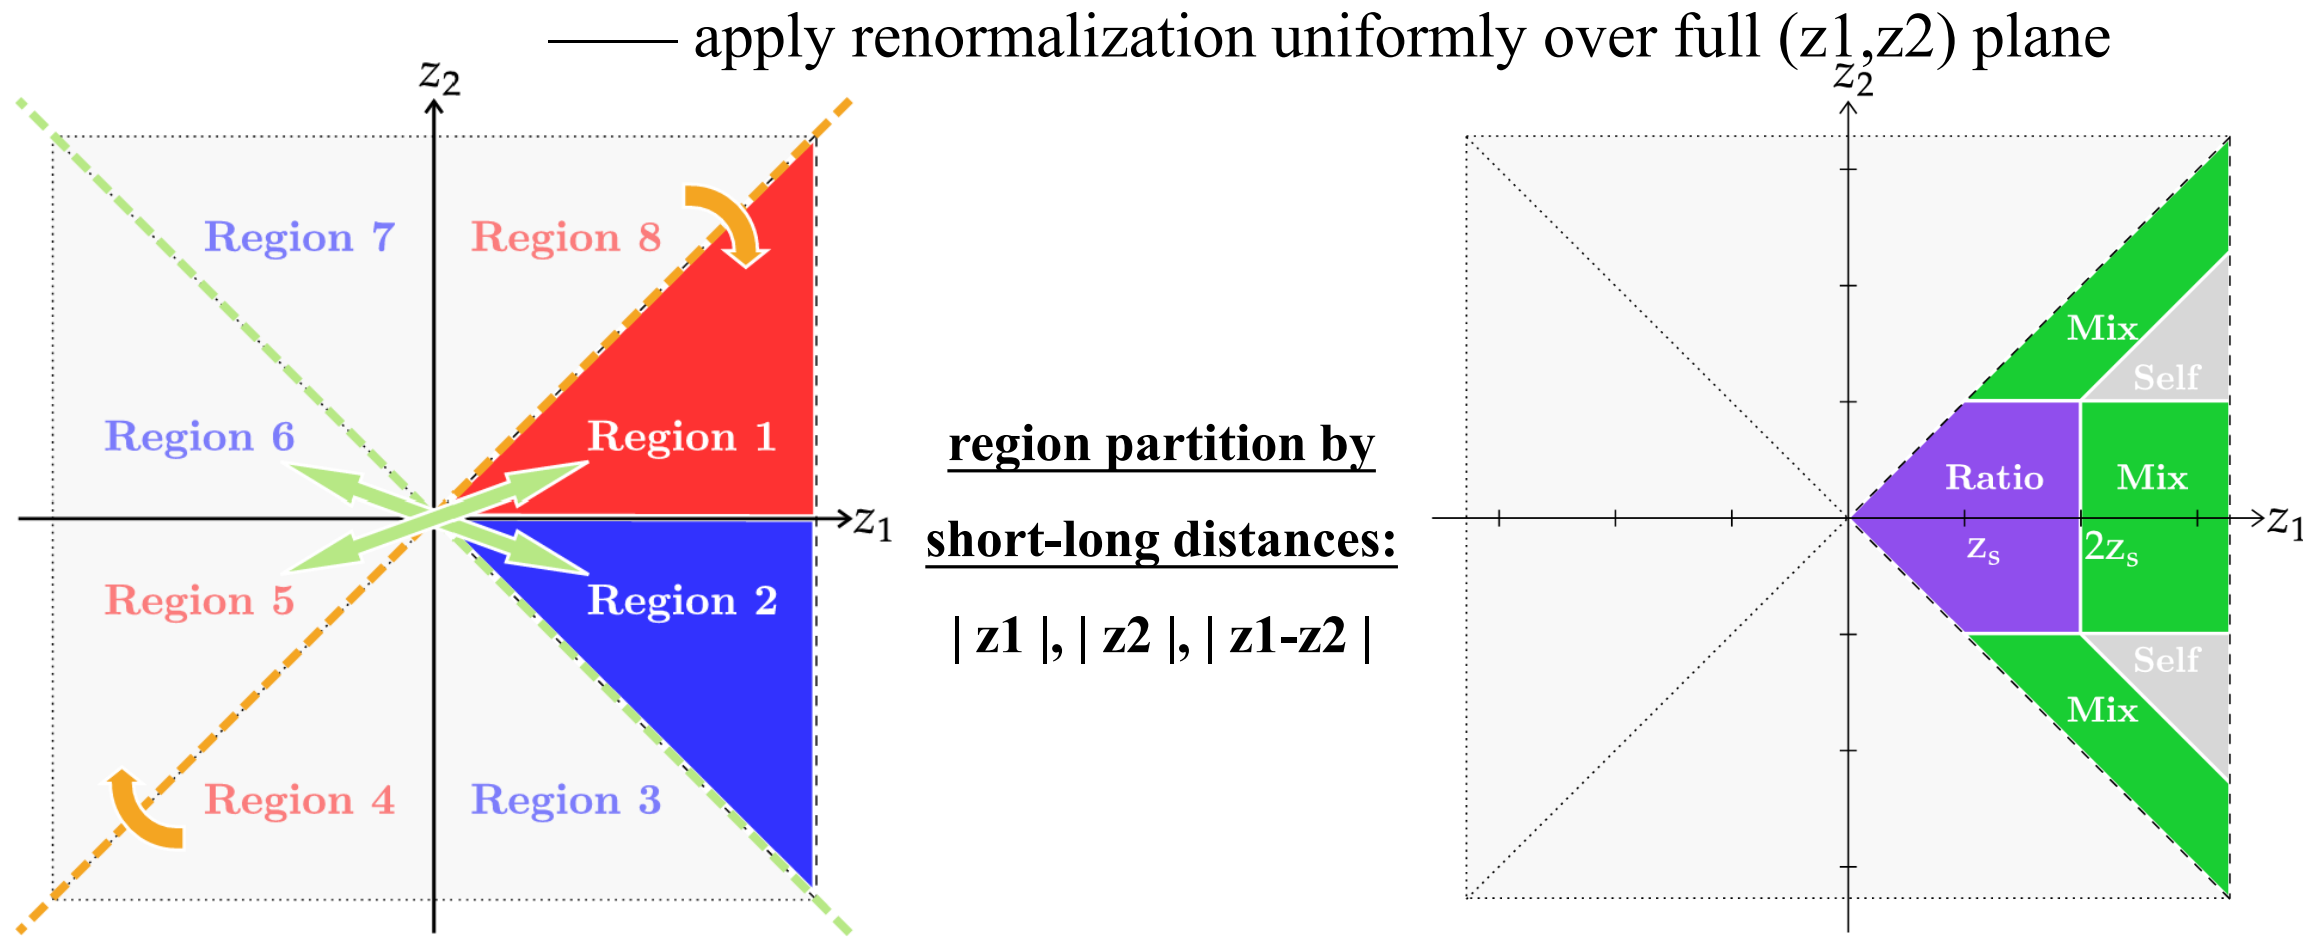 —— apply renormalization uniformly over full (z1,z2) plane
z₂
Region 7
Region 8
Region 6
Region 1
z₁
Region 5
Region 2
Region 4
Region 3
region partition by
short-long distances:
| z1 |, | z2 |, | z1-z2 |
z₂
Mix
Self
Ratio
Mix
z₁
zₛ
2zₛ
Self
Mix